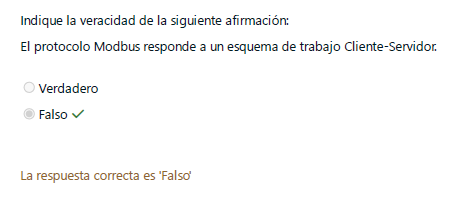 Indique la veracidad de la siguiente afirmación:
El protocolo Modbus responde a un esquema de trabajo Cliente-Servidor.
Verdadero
Falso ✓
La respuesta correcta es 'Falso'